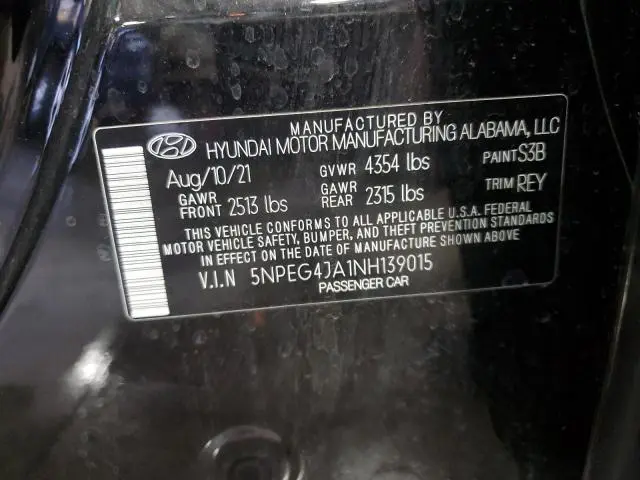 MANUFACTURED BY
HYUNDAI MOTOR MANUFACTURING ALABAMA, LLC
Aug/10/21 GVWR 4354 lbs PAINT S3B
GAWR FRONT 2513 lbs GAWR REAR 2315 lbs TRIM REY
THIS VEHICLE CONFORMS TO ALL APPLICABLE U.S.A. FEDERAL
MOTOR VEHICLE SAFETY, BUMPER, AND THEFT PREVENTION
STANDARDS IN EFFECT ON THE DATE OF MANUFACTURE SHOWN ABOVE.
V.I.N 5NPEG4JA1NH139015
PASSENGER CAR